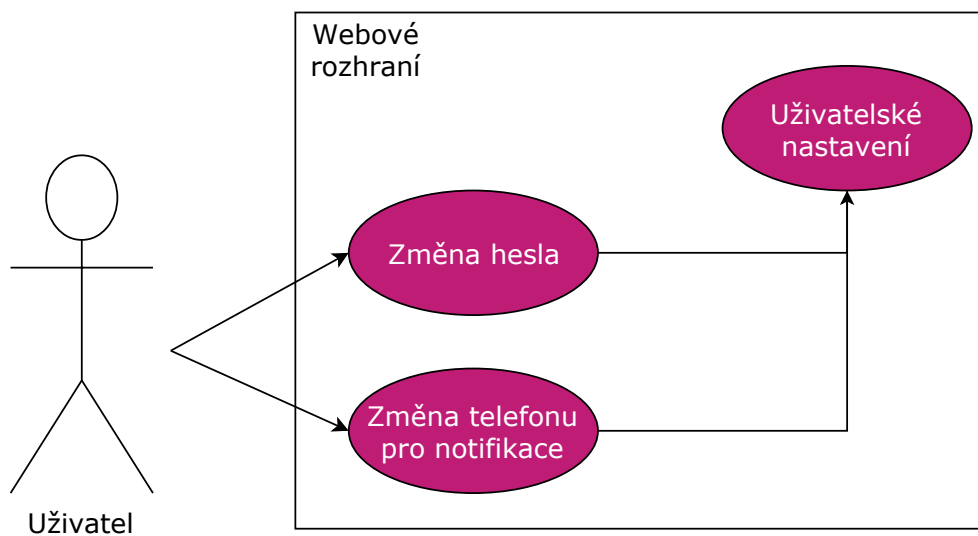 Webové
rozhraní
Uživatelské
nastavení
Změna hesla
Změna telefonu
pro notifikace
Uživatel